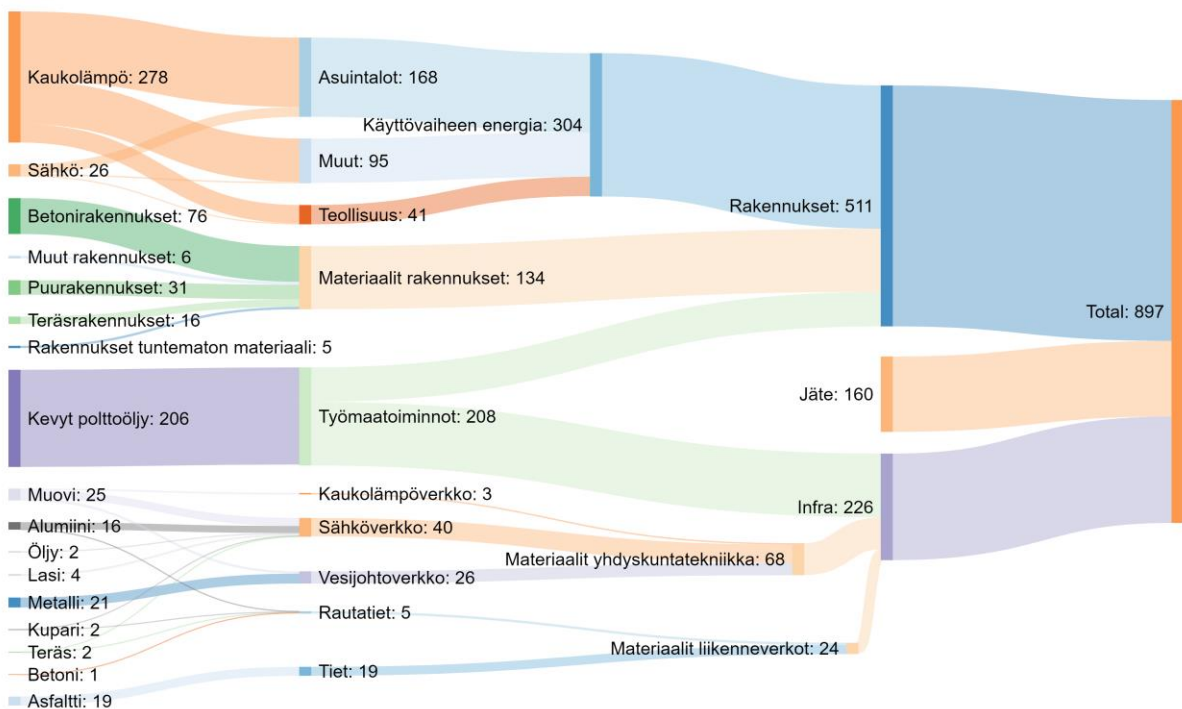 Kaukolämpö: 278
Sähkö: 26
Betonirakennukset: 76
Muut rakennukset: 6
Puurakennukset: 31
Teräsrakennukset: 16
Rakennukset tuntematon materiaali: 5
Kevyt polttoöljy: 206
Muovi: 25
Alumiini: 16
Öljy: 2
Lasi: 4
Metalli: 21
Kupari: 2
Teräs: 2
Betoni: 1
Asfaltti: 19
Asuintalot: 168
Muut: 95
Teollisuus: 41
Materiaalit rakennukset: 134
Työmaatoiminnot: 208
Kaukolämpöverkko: 3
Sähköverkko: 40
Vesijohtoverkko: 26
Rautatiet: 5
Tiet: 19
Käyttövaiheen energia: 304
Materiaalit yhdyskuntatekniikka: 68
Materiaalit liikenneverkot: 24
Rakennukset: 511
Jäte: 160
Infra: 226
Total: 897